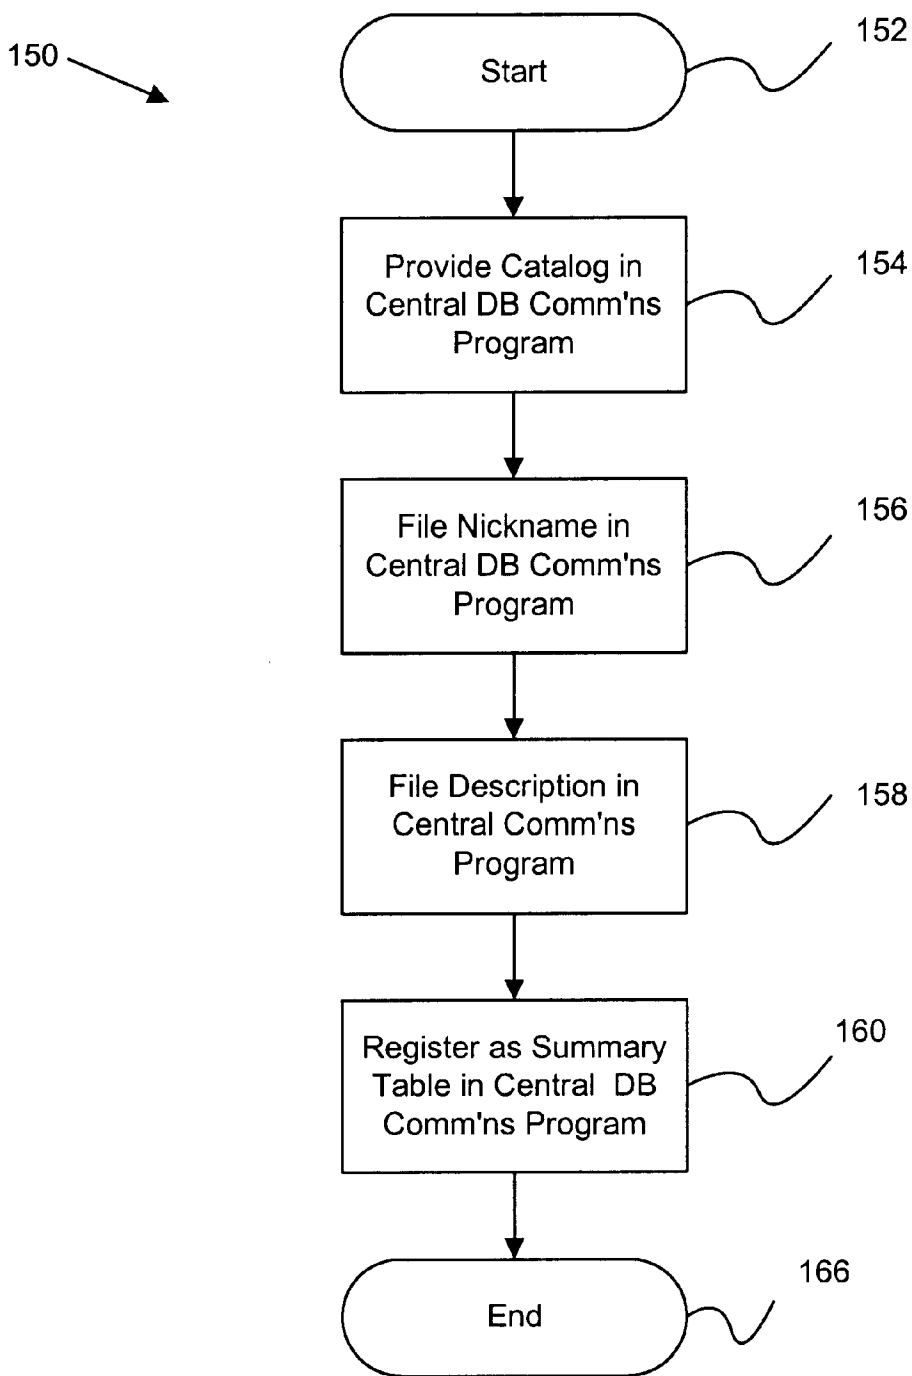 150
Start
152
Provide Catalog in
Central DB Comm'ns
Program
154
File Nickname in
Central DB Comm'ns
Program
156
File Description in
Central Comm'ns
Program
158
Register as Summary
Table in Central DB
Comm'ns Program
160
End
166